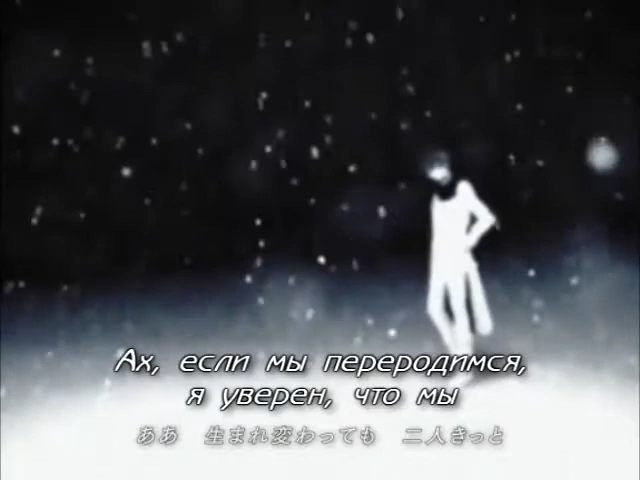 Ах, если мы переродимся,
я уверен, что мы
ああ 生まれ変わっても 二人きっと